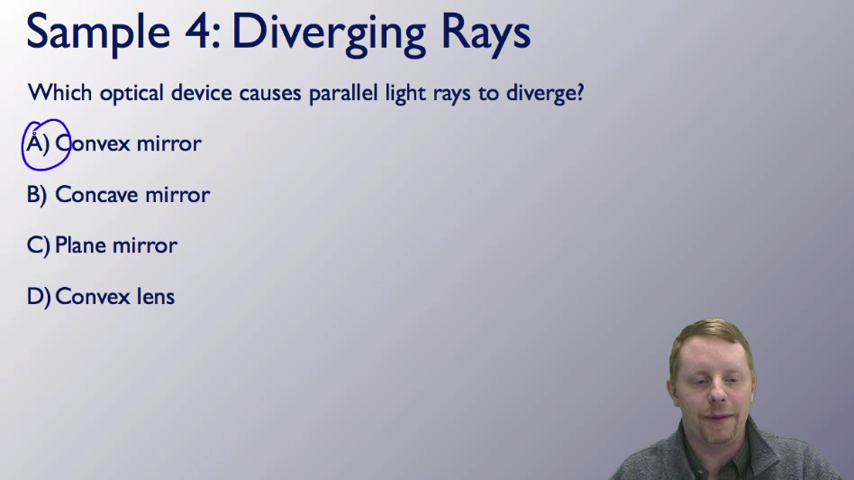 Sample 4: Diverging Rays
Which optical device causes parallel light rays to diverge?
A) Convex mirror
B) Concave mirror
C) Plane mirror
D) Convex lens